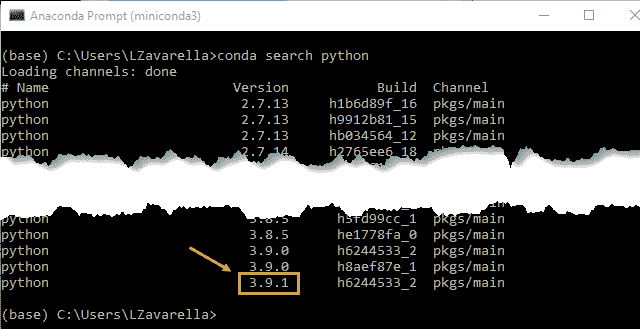 Anaconda Prompt (miniconda3)
(base) C:\Users\LZavarella>conda search python
Loading channels: done
# Name Version Build Channel
python 2.7.13 h1b6d89f_16 pkgs/main
python 2.7.13 h9912b81_15 pkgs/main
python 2.7.13 hb034564_12 pkgs/main
python 2.7.14 h2765ee6_18 pkgs/main
python 3.8.5 h5fd99cc_1 pkgs/main
python 3.8.5 he1778fa_0 pkgs/main
python 3.9.0 h6244533_2 pkgs/main
python 3.9.0 h8aef87e_1 pkgs/main
python 3.9.1 h6244533_2 pkgs/main
(base) C:\Users\LZavarella>